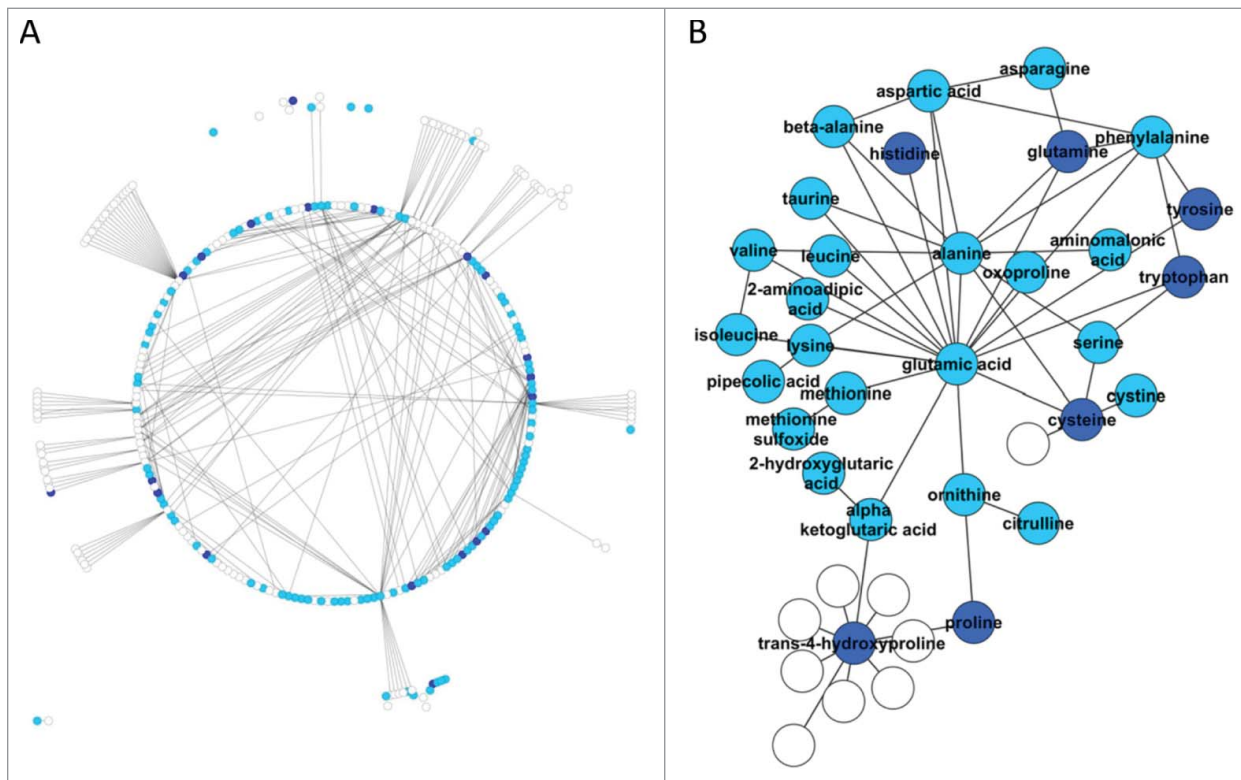 A
B
asparagine
aspartic acid
beta-alanine
phenylalanine
histidine
glutamine
taurine
tyrosine
valine
leucine
alanine
aminomalonic
acid
oxoproline
tryptophan
2-aminoadipic
acid
isoleucine
lysine
serine
glutamic acid
pipecolic acid
methionine
cystine
methionine
sulfoxide
cysteine
2-hydroxyglutaric
acid
ornithine
alpha
ketoglutaric acid
citrulline
proline
trans-4-hydroxyproline